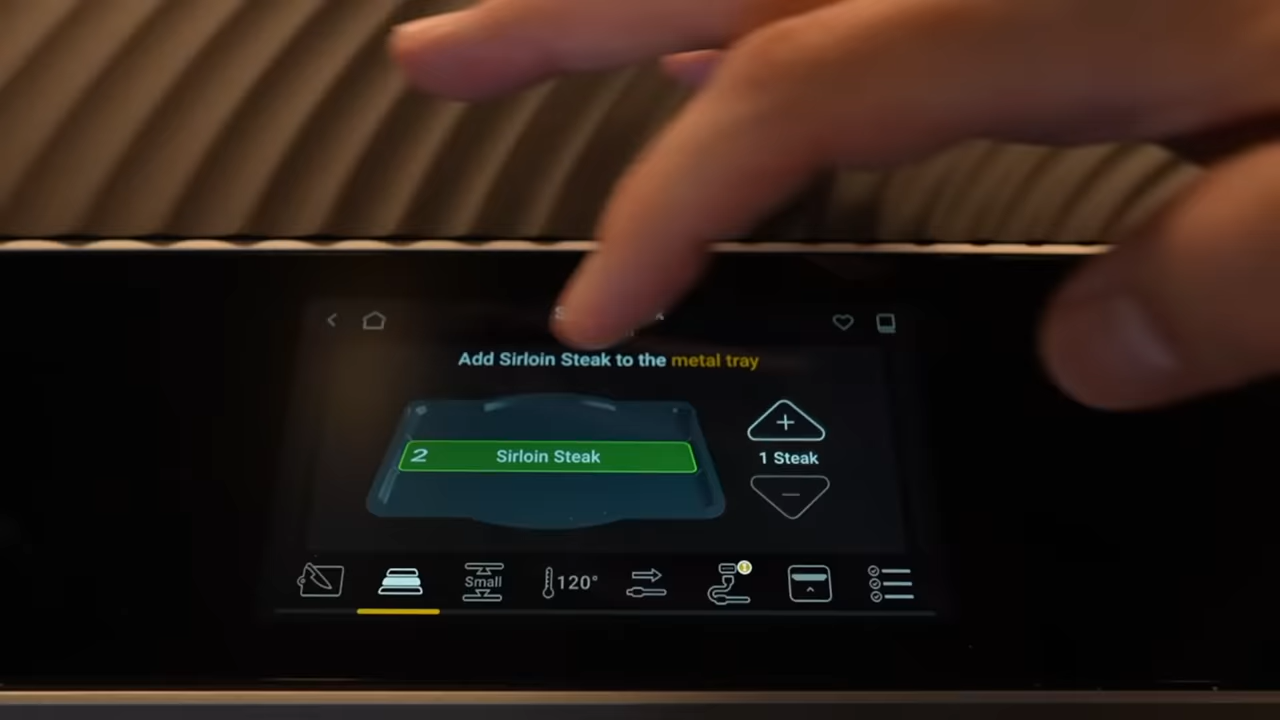 Add Sirloin Steak to the metal tray
2 Sirloin Steak
1 Steak
Small
120°